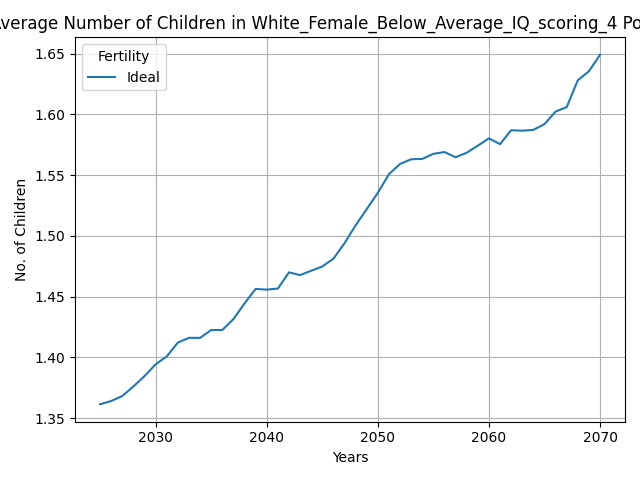 verage Number of Children in White_Female_Below_Average_IQ_scoring_4 Po
Fertility
Ideal
1.65
1.60
1.55
1.50
1.45
1.40
1.35
No. of Children
2030 2040 2050 2060 2070
Years